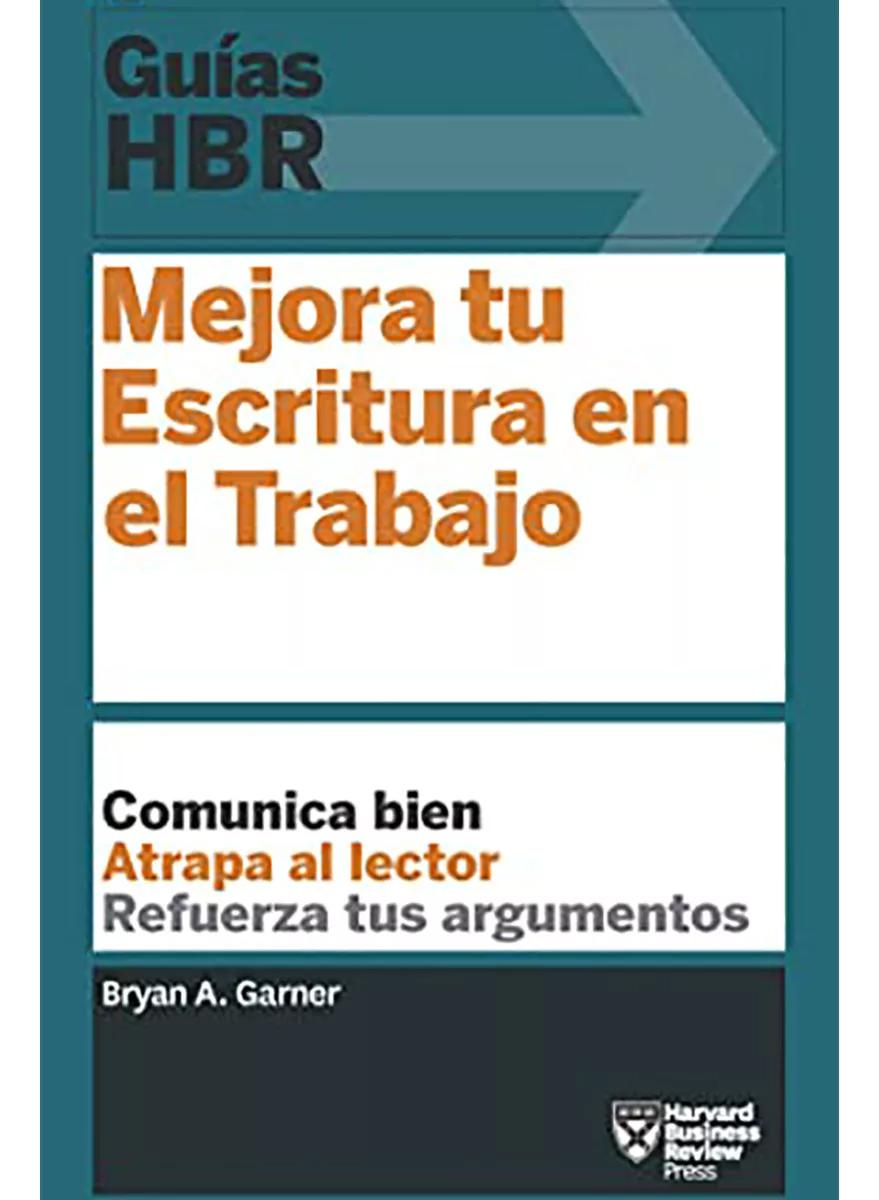 Guías
HBR
Mejora tu
Escritura en
el Trabajo
Comunica bien
Atrapa al lector
Refuerza tus argumentos
Bryan A. Garner
Harvard
Business
Review
Press